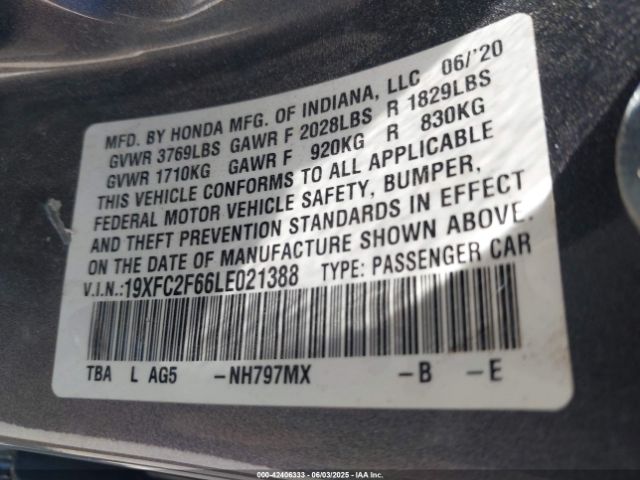 MFD. BY HONDA MFG. OF INDIANA, LLC 06/'20
GVWR 3769LBS GAWR F 2028LBS R 1829LBS
GVWR 1710KG GAWR F 920KG R 830KG
THIS VEHICLE CONFORMS TO ALL APPLICABLE
FEDERAL MOTOR VEHICLE SAFETY, BUMPER,
AND THEFT PREVENTION STANDARDS IN EFFECT
ON THE DATE OF MANUFACTURE SHOWN ABOVE.
V.I.N.:19XFC2F66LE021388 TYPE: PASSENGER CAR
TBA L AG5 -NH797MX -B -E
000-42406333 - 06/03/2025 - IAA Inc.